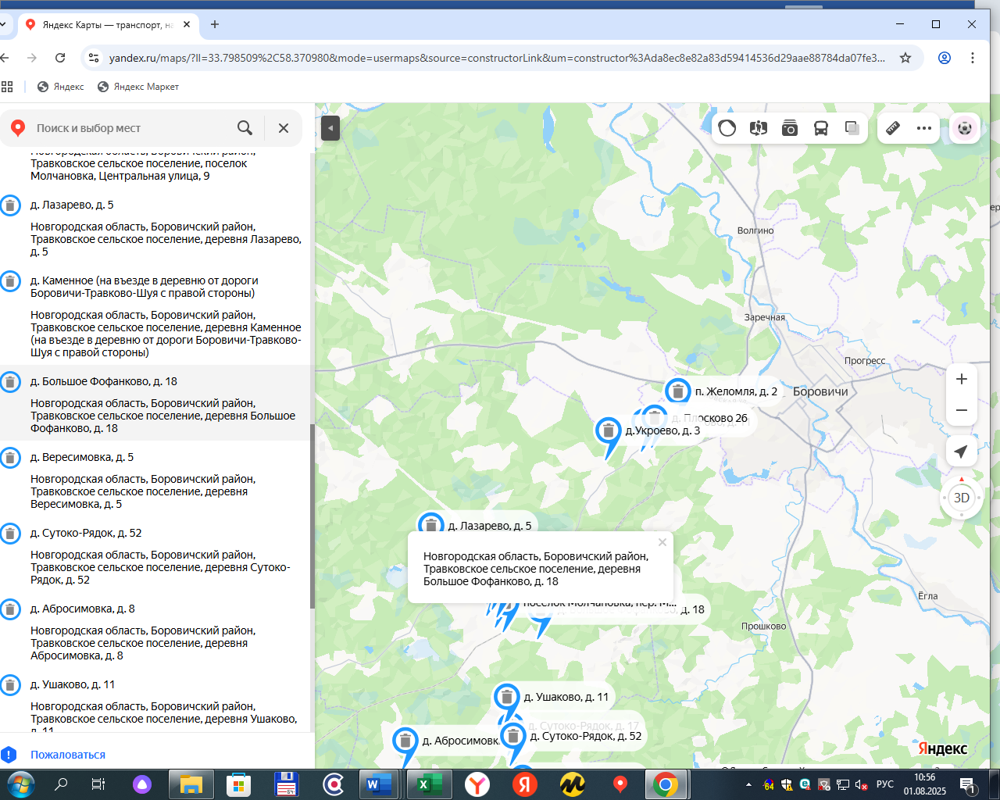 Яндекс Карты — транспорт, на
yandex.ru/maps/?ll=33.798509%2C58.370980&mode=usermaps&source=constructorLink&um=constructor%3Ada8ec8e82a83d59414536d29aae88784da07fe3...
Яндекс
Яндекс Маркет
Поиск и выбор мест
Новгородская область, Боровичский район,
Травковское сельское поселение, поселок
Молчановка, Центральная улица, 9
д. Лазарево, д. 5
Новгородская область, Боровичский район,
Травковское сельское поселение, деревня Лазарево,
д. 5
д. Каменное (на въезде в деревню от дороги
Боровичи-Травково-Шуя с правой стороны)
Новгородская область, Боровичский район,
Травковское сельское поселение, деревня Каменное
(на въезде в деревню от дороги Боровичи-Травково-
Шуя с правой стороны)
д. Большое Фофанково, д. 18
Новгородская область, Боровичский район,
Травковское сельское поселение, деревня Большое
Фофанково, д. 18
д. Вересимовка, д. 5
Новгородская область, Боровичский район,
Травковское сельское поселение, деревня
Вересимовка, д. 5
д. Сутоко-Рядок, д. 52
Новгородская область, Боровичский район,
Травковское сельское поселение, деревня Сутоко-
Рядок, д. 52
д. Абросимовка, д. 8
Новгородская область, Боровичский район,
Травковское сельское поселение, деревня
Абросимовка, д. 8
д. Ушаково, д. 11
Новгородская область, Боровичский район,
Травковское сельское поселение, деревня Ушаково,
д. 11
Пожаловаться
Волгино
Заречная
Прогресс
Боровичи
п. Желомля, д. 2
д. Плосково 2б
д.Укроево, д. 3
3D
д. Лазарево, д. 5
Новгородская область, Боровичский район,
Травковское сельское поселение, деревня
Большое Фофанково, д. 18
поселок Молчановка, пер. М...
д. 18
Ёгла
Прошково
д. Ушаково, д. 11
д. Сутоко-Рядок, д. 17
д. Сутоко-Рядок, д. 52
д. Абросимовк
Яндекс
64
РУС
10:56
01.08.2025
1